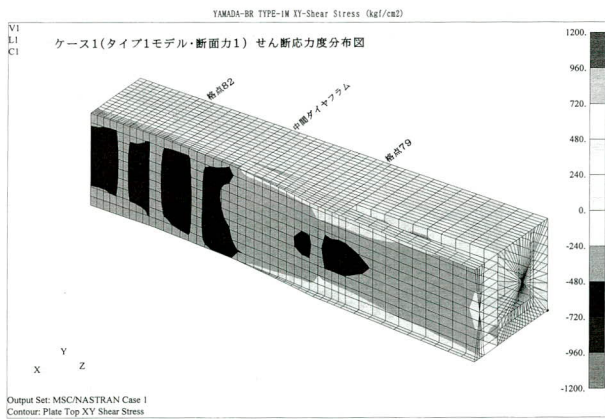 YAMADA-BR TYPE-1M XY-Shear Stress (kgf/cm2)
V1
L1
C1
ケース1(タイプ1モデル・断面力1) せん断応力度分布図
格点82
中間ダイヤフラム
格点79
1200.
960.
720.
480.
240.
0.
-240.
-480.
-720.
-960.
-1200.
Y
X
Z
Output Set: MSC/NASTRAN Case 1
Contour: Plate Top XY Shear Stress